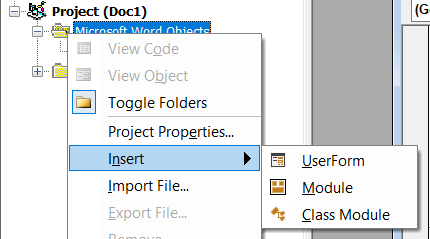 Project (Doc1)
(G
Microsoft Word Objects
View Code
View Object
Toggle Folders
Project Properties...
Insert
UserForm
Import File...
Module
Export File...
Class Module
Remove